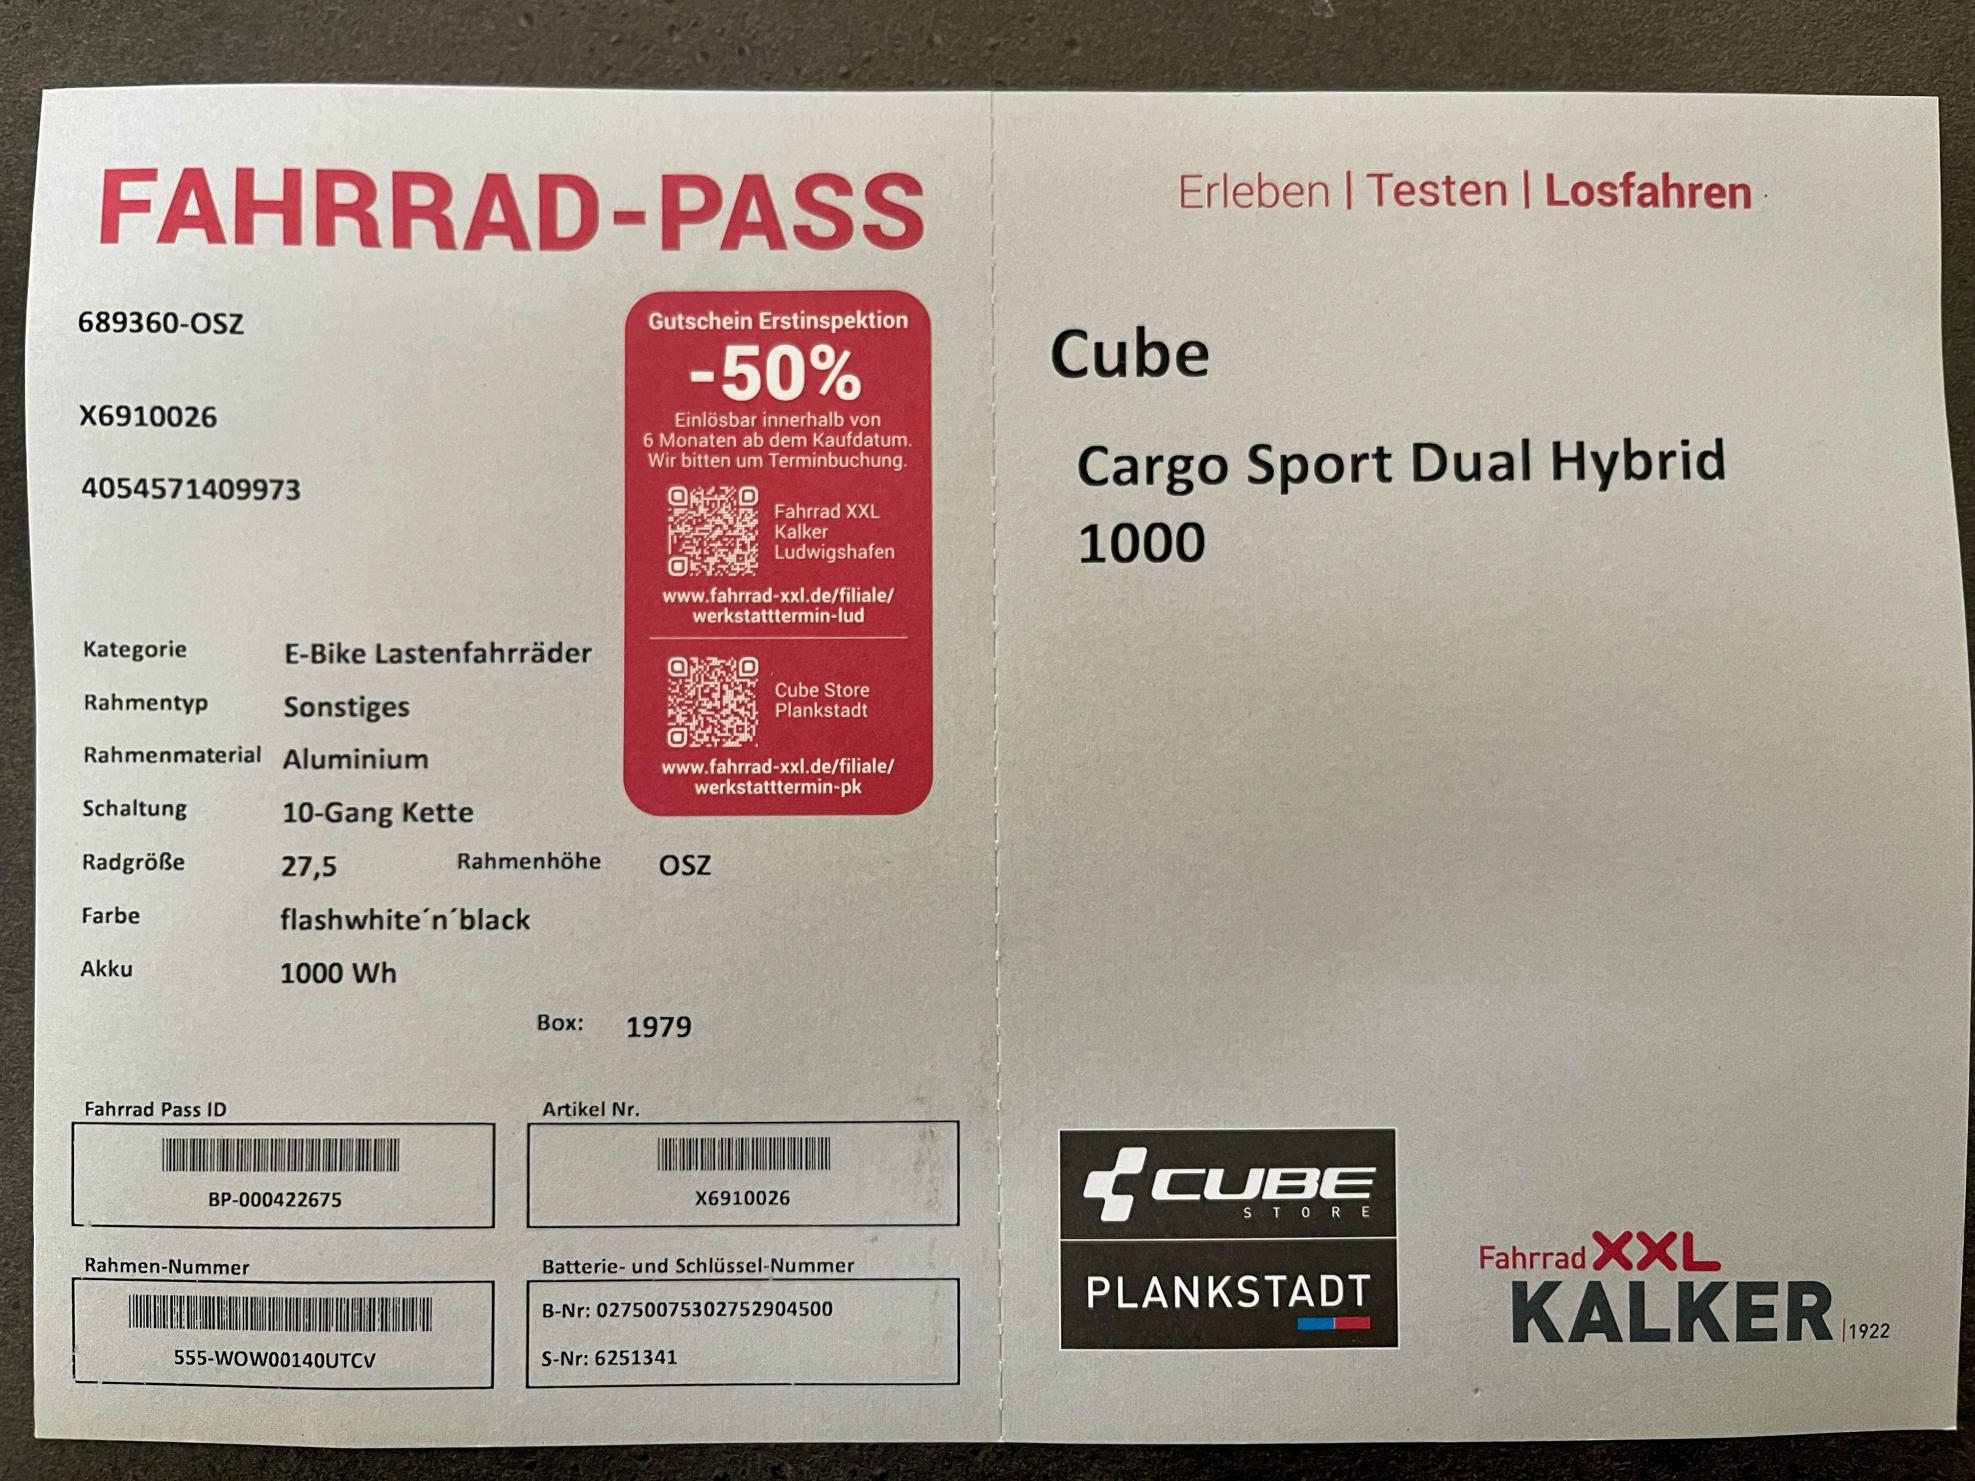 FAHRRAD-PASS
689360-OSZ
X6910026
4054571409973
Gutschein Erstinspektion
-50%
Einlösbar innerhalb von
6 Monaten ab dem Kaufdatum.
Wir bitten um Terminbuchung.
Fahrrad XXL
Kalker
Ludwigshafen
www.fahrrad-xxl.de/filiale/
werkstatttermin-lud
Cube Store
Plankstadt
www.fahrrad-xxl.de/filiale/
werkstatttermin-pk
Kategorie E-Bike Lastenfahrräder
Rahmentyp Sonstiges
Rahmenmaterial Aluminium
Schaltung 10-Gang Kette
Radgröße 27,5 Rahmenhöhe OSZ
Farbe flashwhite´n´black
Akku 1000 Wh
Box: 1979
Fahrrad Pass ID
BP-000422675
Artikel Nr.
X6910026
Rahmen-Nummer
555-WOW00140UTCV
Batterie- und Schlüssel-Nummer
B-Nr: 02750075302752904500
S-Nr: 6251341
Erleben | Testen | Losfahren
Cube
Cargo Sport Dual Hybrid
1000
CUBE
STORE
PLANKSTADT
Fahrrad XXL
KALKER |1922